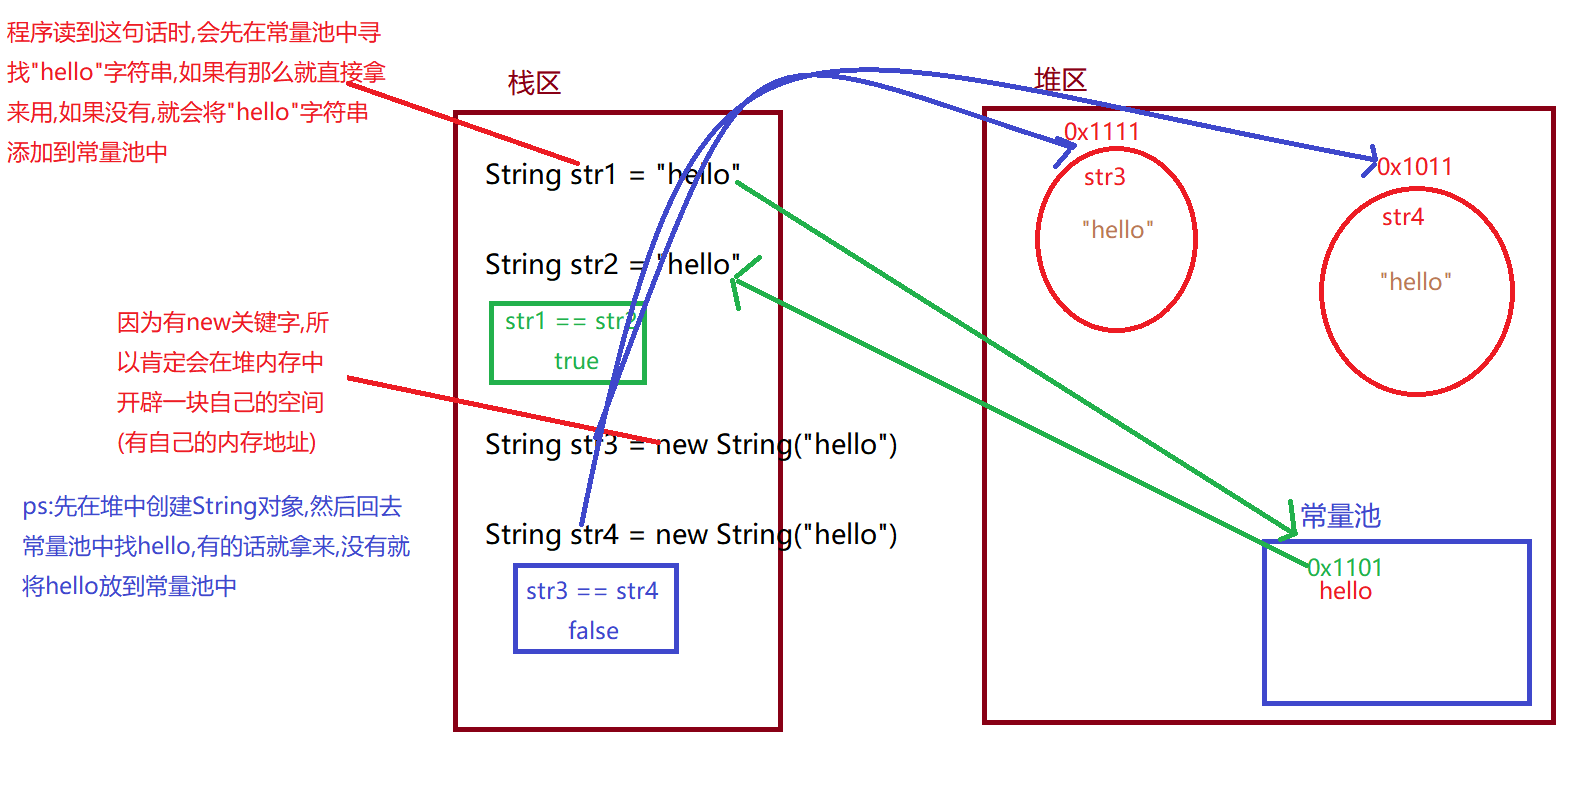 程序读到这句话时,会先在常量池中寻
找"hello"字符串,如果有那么就直接拿
来用,如果没有,就会将"hello"字符串
添加到常量池中
栈区
堆区
String str1 = "hello"
String str2 = "hello"
str1 == str2
true
因为有new关键字,所
以肯定会在堆内存中
开辟一块自己的空间
(有自己的内存地址)
String str3 = new String("hello")
ps:先在堆中创建String对象,然后回去
常量池中找hello,有的话就拿来,没有就
将hello放到常量池中
String str4 = new String("hello")
str3 == str4
false
0x1111
str3
"hello"
0x1011
str4
"hello"
常量池
0x1101
hello